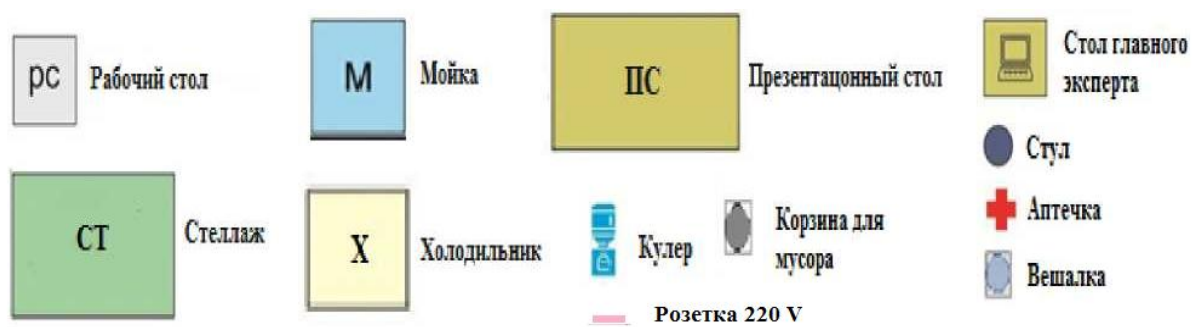 рс
Рабочий стол
М
Мойка
ПС
Презентацонный стол
Стол главного
эксперта
Стул
СТ
Стеллаж
Х
Холодильник
Кулер
Корзина для
мусора
Аптечка
Вешалка
Розетка 220 V